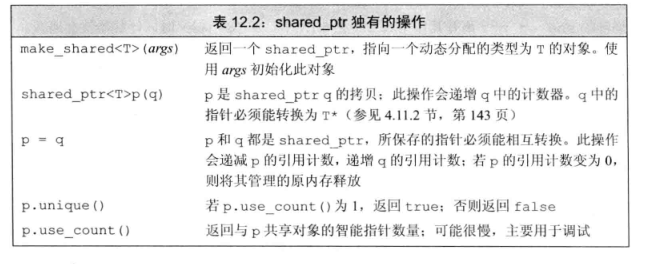 表 12.2：shared_ptr 独有的操作
make_shared<T>(args) 返回一个 shared_ptr，指向一个动态分配的类型为 T 的对象。使
用 args 初始化此对象
shared_ptr<T>p(q) p 是 shared_ptr q 的拷贝；此操作会递增 q 中的计数器。q 中的
指针必须能转换为 T*（参见 4.11.2 节，第 143 页）
p = q p 和 q 都是 shared_ptr，所保存的指针必须能相互转换。此操作
会递减 p 的引用计数，递增 q 的引用计数；若 p 的引用计数变为 0，
则将其管理的原内存释放
p.unique() 若 p.use_count() 为 1，返回 true；否则返回 false
p.use_count() 返回与 p 共享对象的智能指针数量；可能很慢，主要用于调试